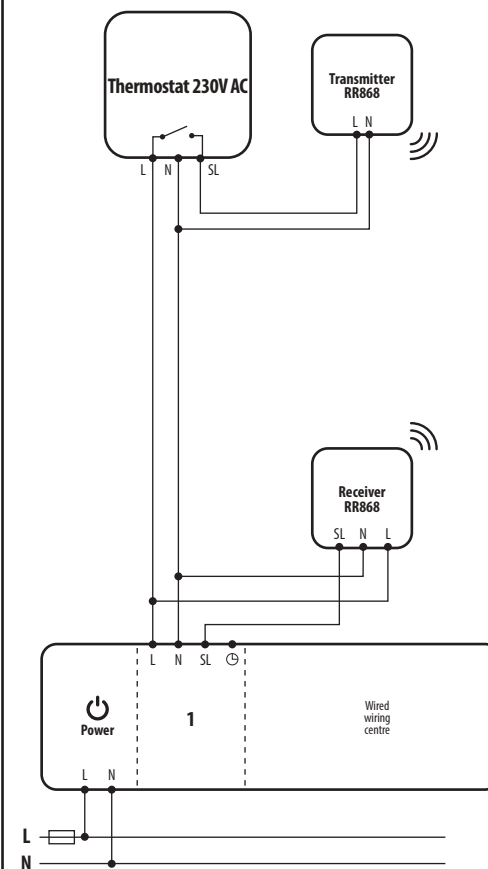 Thermostat 230V AC
L N SL
Transmitter
RR868
L N
Receiver
RR868
SL N L
L N SL
Power
1
Wired
wiring
centre
L N
L
N